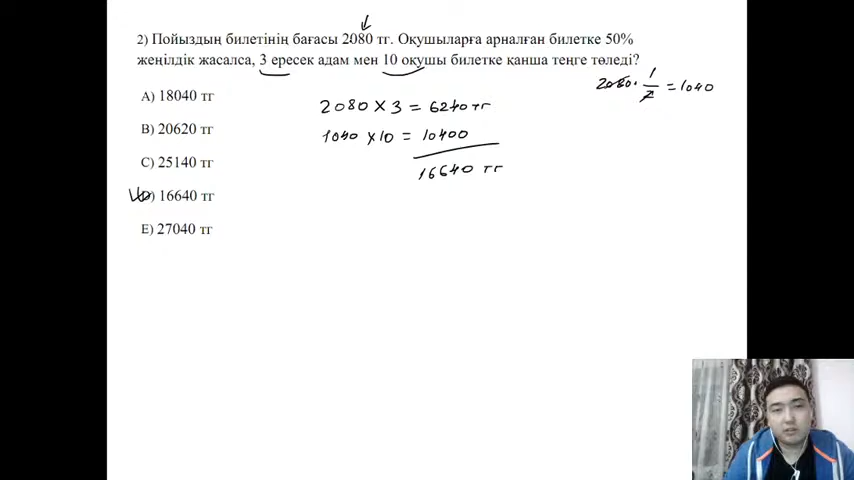 2) Пойыздың билетінің бағасы 2080 тг. Оқушыларға арналған билетке 50%
жеңілдік жасалса, 3 ересек адам мен 10 оқушы билетке қанша теңге төледі?
2080 · 1/2 = 1040
A) 18040 тг
2080 × 3 = 6240 тг
B) 20620 тг
1040 × 10 = 10400
C) 25140 тг
16640 тг
D) 16640 тг
E) 27040 тг